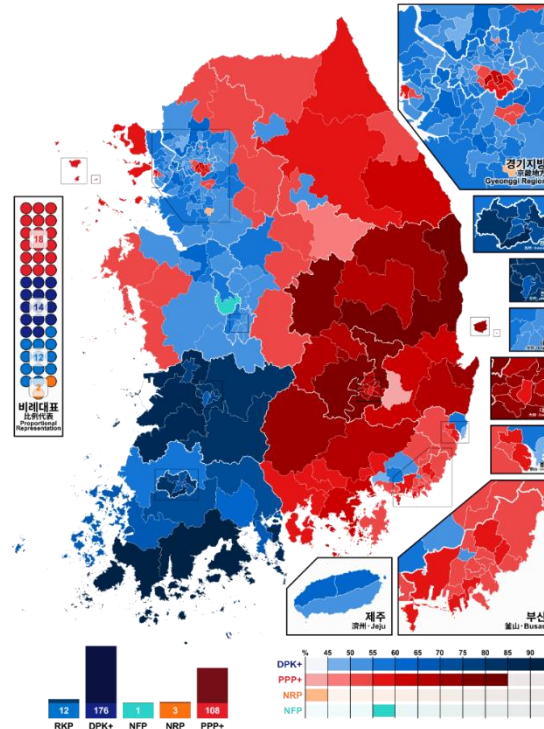 경기지방
京畿地方
Gyeonggi Region
18
14
12
2
비례대표
比例代表
Proportional
Representation
제주
濟州·Jeju
부산
釜山·Busan
% 45 50 55 60 65 70 75 80 85 90
DPK+
PPP+
NRP
NFP
12 176 1 3 108
RKP DPK+ NFP NRP PPP+